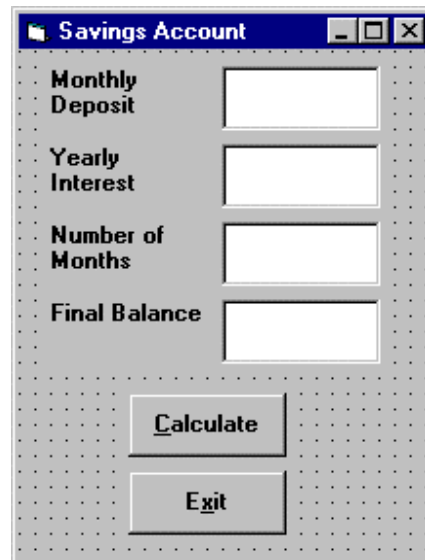 Savings Account
Monthly
Deposit
Yearly
Interest
Number of
Months
Final Balance
Calculate
Exit